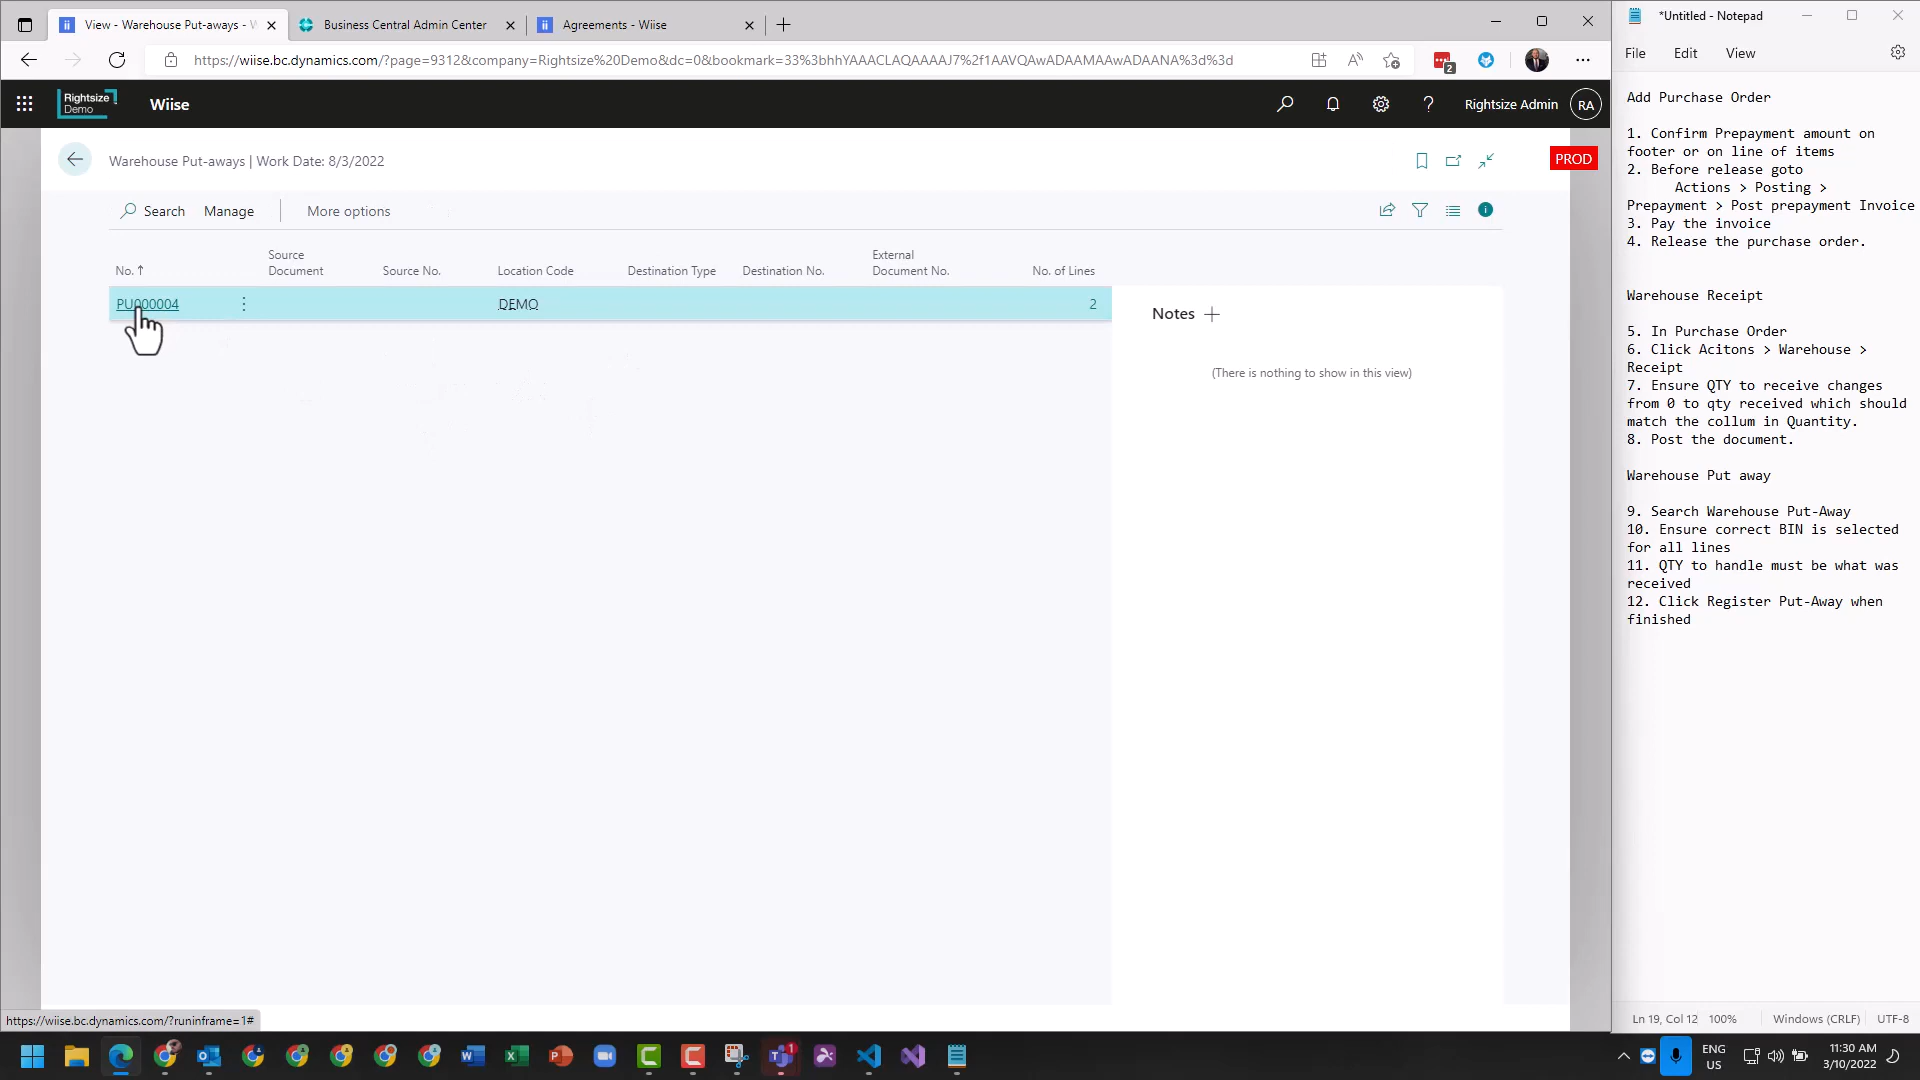 View - Warehouse Put-aways - W
Business Central Admin Center
Agreements - Wiise
https://wiise.bc.dynamics.com/?page=9312&company=Rightsize%20Demo&dc=0&bookmark=33%3bhhYAAACLAQAAAAJ7%2f1AAVQAwADAAMAAwADAANA%3d%3d
2
Rightsize
Demo
Wiise
Rightsize Admin
RA
Warehouse Put-aways | Work Date: 8/3/2022
PROD
Search
Manage
More options
No. ↑
Source
Document
Source No.
Location Code
Destination Type
Destination No.
External
Document No.
No. of Lines
PU000004
DEMO
2
Notes
(There is nothing to show in this view)
https://wiise.bc.dynamics.com/?runinframe=1#
*Untitled - Notepad
File
Edit
View
Add Purchase Order
1. Confirm Prepayment amount on
footer or on line of items
2. Before release goto
Actions > Posting >
Prepayment > Post prepayment Invoice
3. Pay the invoice
4. Release the purchase order.
Warehouse Receipt
5. In Purchase Order
6. Click Acitons > Warehouse >
Receipt
7. Ensure QTY to receive changes
from 0 to qty received which should
match the collum in Quantity.
8. Post the document.
Warehouse Put away
9. Search Warehouse Put-Away
10. Ensure correct BIN is selected
for all lines
11. QTY to handle must be what was
received
12. Click Register Put-Away when
finished
Ln 19, Col 12
100%
Windows (CRLF)
UTF-8
1
ENG
US
11:30 AM
3/10/2022